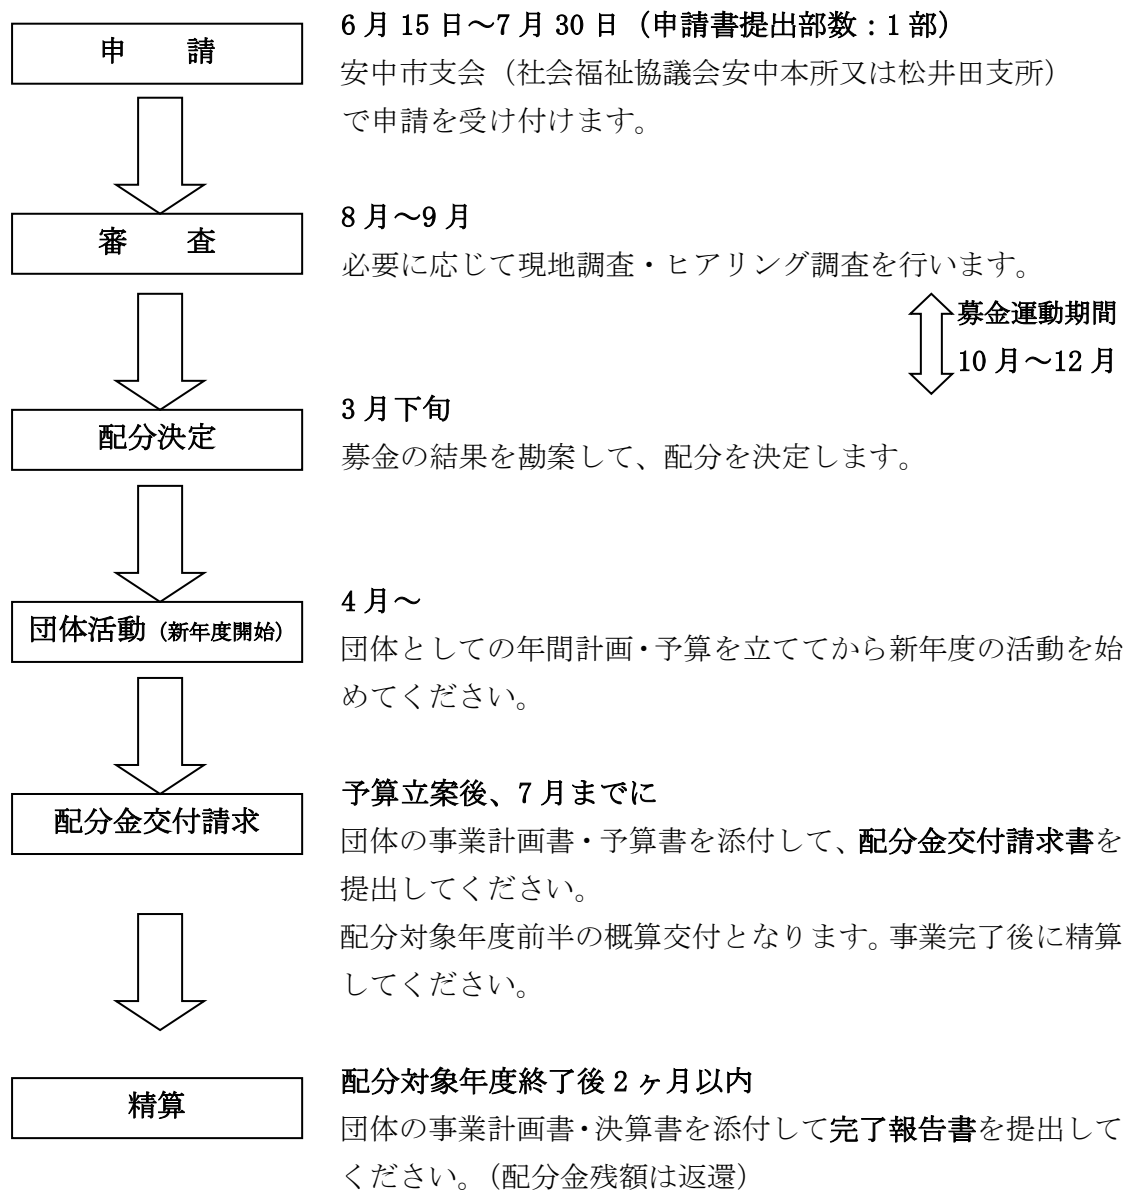 申　　請
6月15日～7月30日（申請書提出部数：1部）
安中市支会（社会福祉協議会安中本所又は松井田支所）
で申請を受け付けます。
審　　査
8月～9月
必要に応じて現地調査・ヒアリング調査を行います。
募金運動期間
10月～12月
配分決定
3月下旬
募金の結果を勘案して、配分を決定します。
団体活動（新年度開始）
4月～
団体としての年間計画・予算を立ててから新年度の活動を始
めてください。
配分金交付請求
予算立案後、7月までに
団体の事業計画書・予算書を添付して、配分金交付請求書を
提出してください。
配分対象年度前半の概算交付となります。事業完了後に精算
してください。
精算
配分対象年度終了後2ヶ月以内
団体の事業計画書・決算書を添付して完了報告書を提出して
ください。（配分金残額は返還）